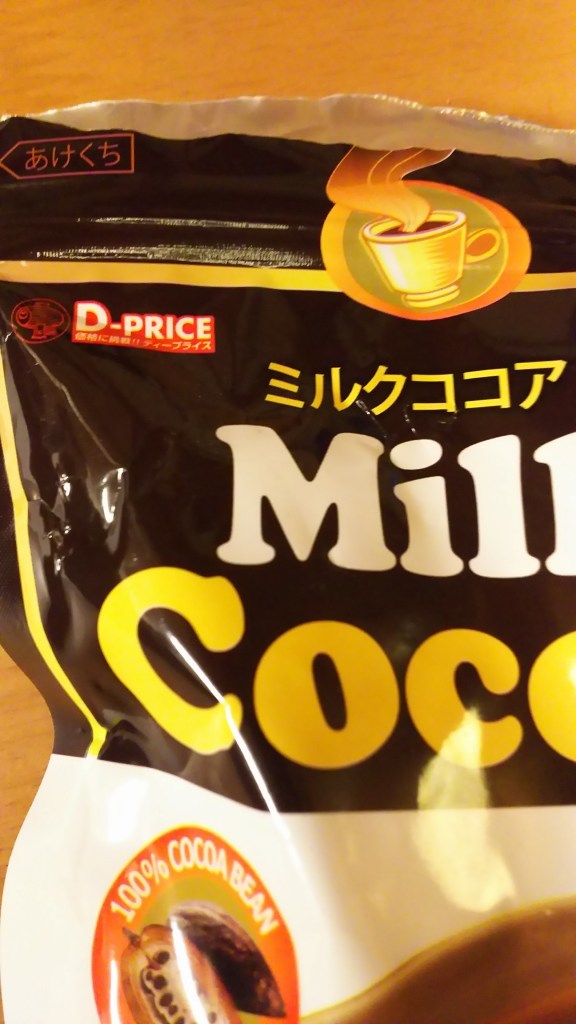 あけくち
D-PRICE
価格に挑戦!! ディープライス
ミルクココア
Mil
Coco
100% COCOA BEAN